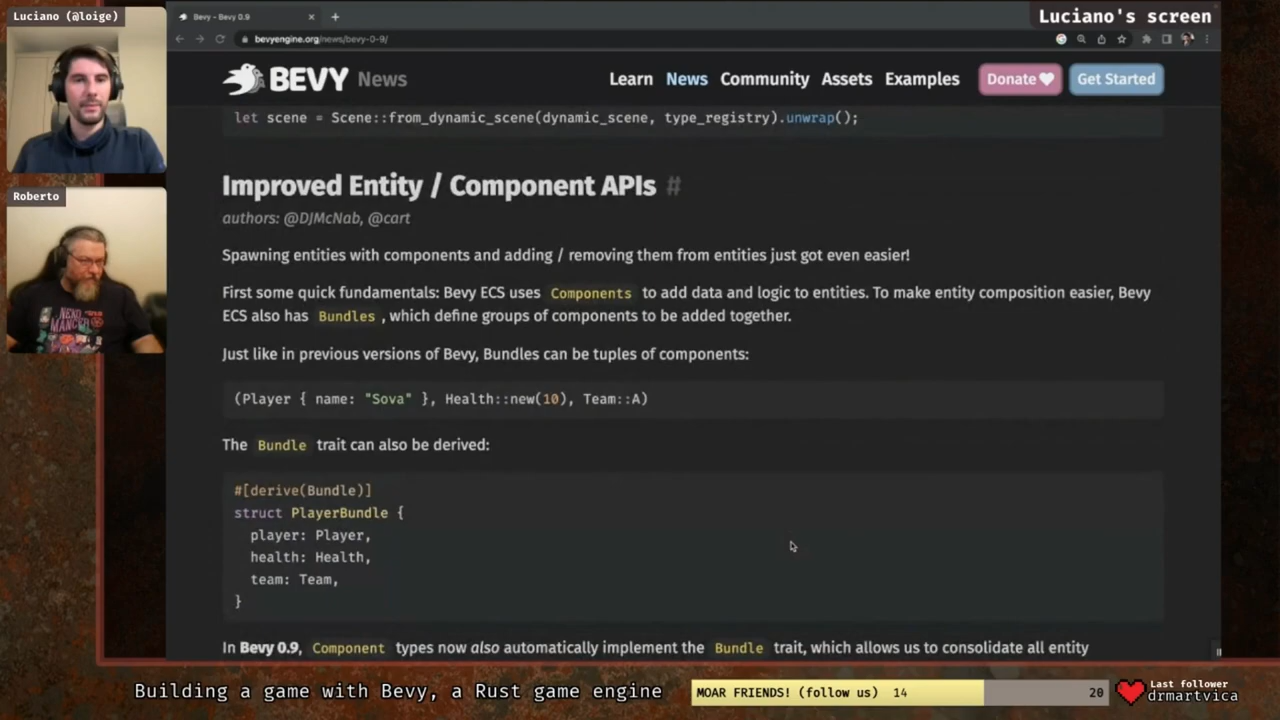 Luciano (@loige)
Bevy - Bevy 0.9
Luciano's screen
bevyengine.org/news/bevy-0-9/
BEVY News
Learn News Community Assets Examples Donate Get Started
let scene = Scene::from_dynamic_scene(dynamic_scene, type_registry).unwrap();
Improved Entity / Component APIs #
authors: @DJMcNab, @cart
Roberto
Spawning entities with components and adding / removing them from entities just got even easier!
First some quick fundamentals: Bevy ECS uses Components to add data and logic to entities. To make entity composition easier, Bevy
ECS also has Bundles , which define groups of components to be added together.
Just like in previous versions of Bevy, Bundles can be tuples of components:
(Player { name: "Sova" }, Health::new(10), Team::A)
The Bundle trait can also be derived:
#[derive(Bundle)]
struct PlayerBundle {
player: Player,
health: Health,
team: Team,
}
In Bevy 0.9, Component types now also automatically implement the Bundle trait, which allows us to consolidate all entity
Building a game with Bevy, a Rust game engine
MOAR FRIENDS! (follow us) 14 20
Last follower
drmartvica